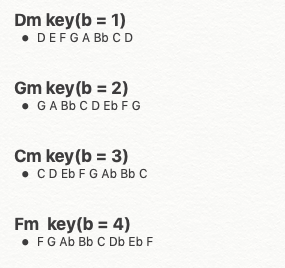 Dm key(b = 1)
• D E F G A Bb C D
Gm key(b = 2)
• G A Bb C D Eb F G
Cm key(b = 3)
• C D Eb F G Ab Bb C
Fm  key(b = 4)
• F G Ab Bb C Db Eb F